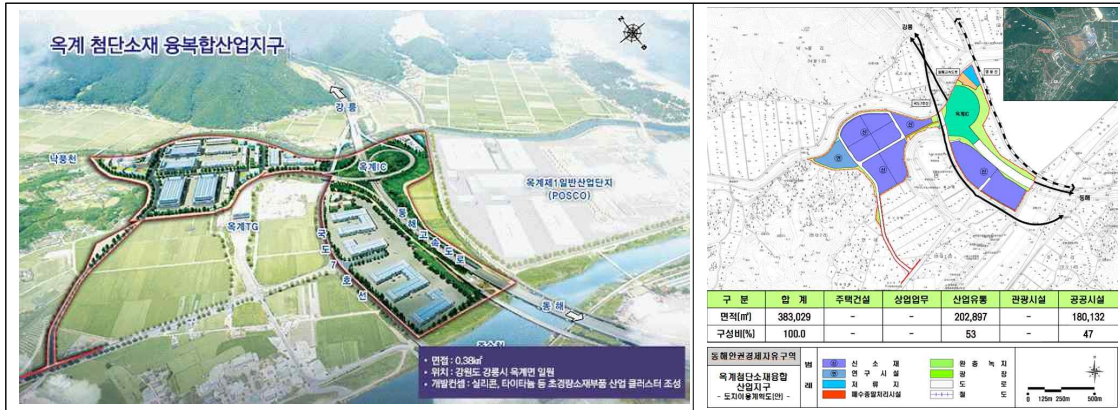 옥계 첨단소재 융복합산업지구
강릉
낙풍천
옥계IC
옥계제1일반산업단지
(POSCO)
옥계TG
동해고속도로
국도7호선
동해
주수천
• 면적 : 0.38㎢
• 위치 : 강원도 강릉시 옥계면 일원
• 개발컨셉 : 실리콘, 타이타늄 등 초경량소재부품 산업 클러스터 조성
강릉
옥계IC
동해
구 분 합 계 주택건설 상업업무 산업유통 관광시설 공공시설
면적(㎡) 383,029 - - 202,897 - 180,132
구성비(%) 100.0 - - 53 - 47
동해안권경제자유구역
옥계첨단소재융합
산업지구
- 토지이용계획도(안) -
범
례
신 소 재
연 구 시 설
저 류 지
폐수종말처리시설
완 충 녹 지
광 장
도 로
철 도
0 125m 250m 500m